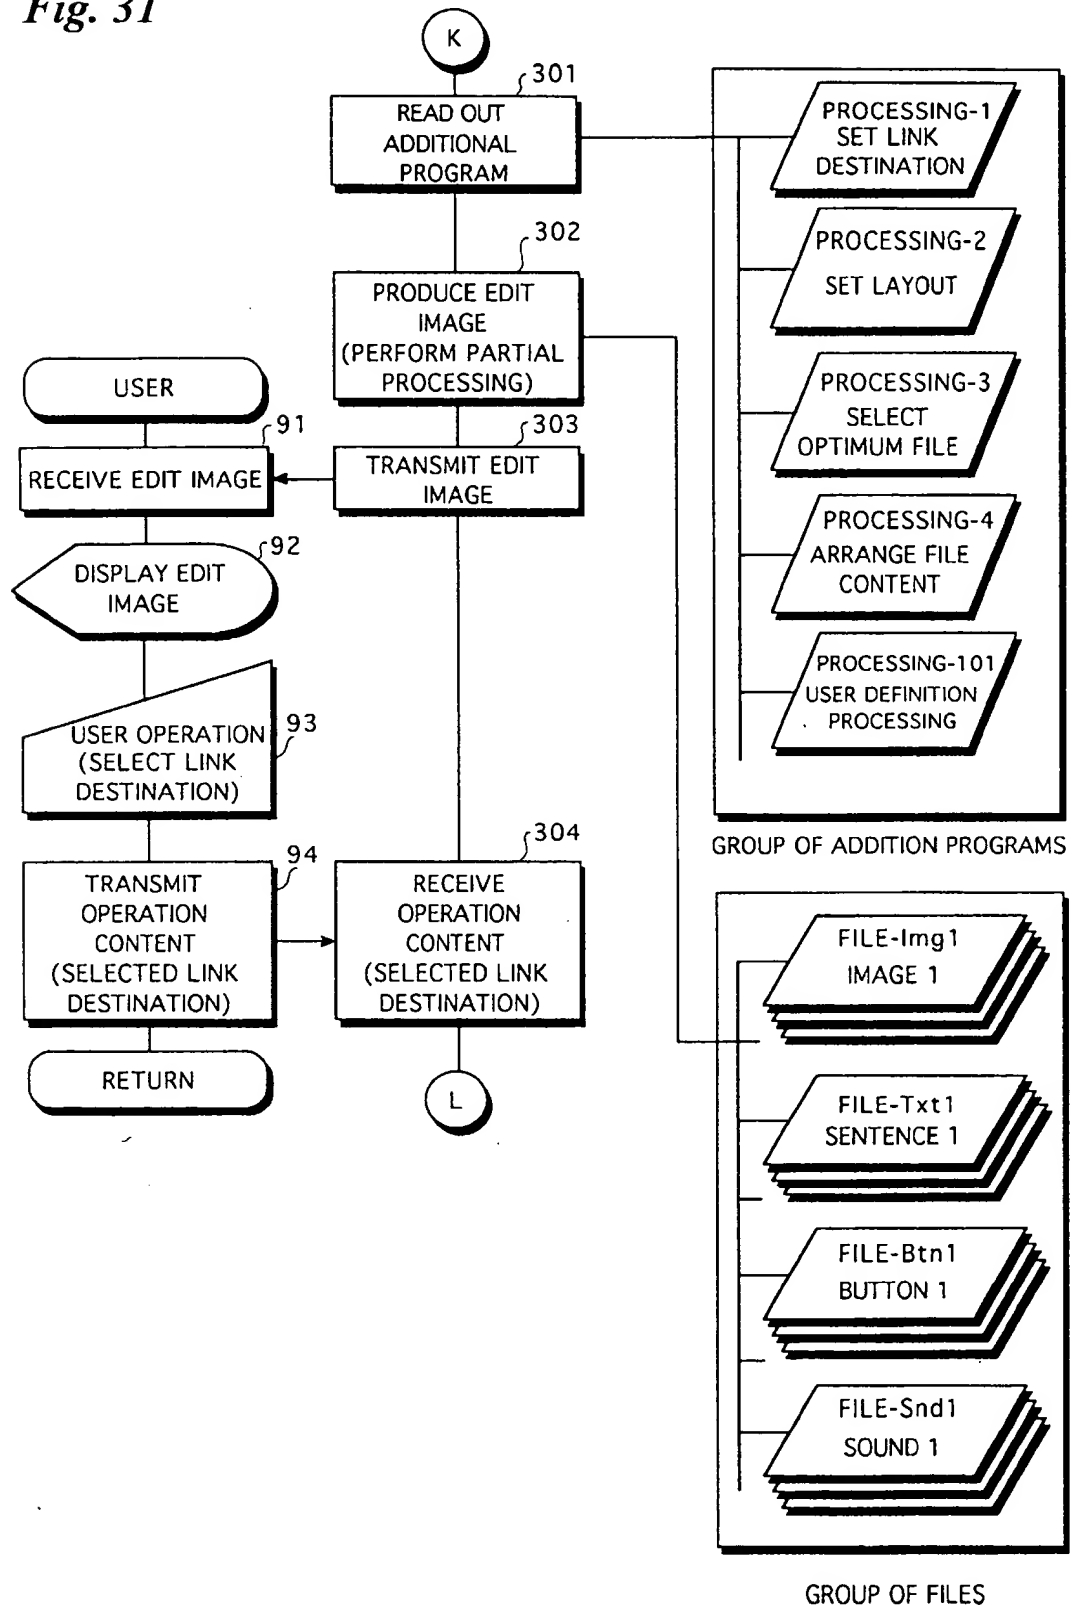 Fig. 31
K
301
READ OUT
ADDITIONAL
PROGRAM
302
PRODUCE EDIT
IMAGE
(PERFORM PARTIAL
PROCESSING)
303
TRANSMIT EDIT
IMAGE
USER
91
RECEIVE EDIT IMAGE
92
DISPLAY EDIT
IMAGE
93
USER OPERATION
(SELECT LINK
DESTINATION)
94
TRANSMIT
OPERATION
CONTENT
(SELECTED LINK
DESTINATION)
RETURN
304
RECEIVE
OPERATION
CONTENT
(SELECTED LINK
DESTINATION)
L
PROCESSING-1
SET LINK
DESTINATION
PROCESSING-2
SET LAYOUT
PROCESSING-3
SELECT
OPTIMUM FILE
PROCESSING-4
ARRANGE FILE
CONTENT
PROCESSING-101
USER DEFINITION
PROCESSING
GROUP OF ADDITION PROGRAMS
FILE-Img1
IMAGE 1
FILE-Txt1
SENTENCE 1
FILE-Btn1
BUTTON 1
FILE-Snd1
SOUND 1
GROUP OF FILES